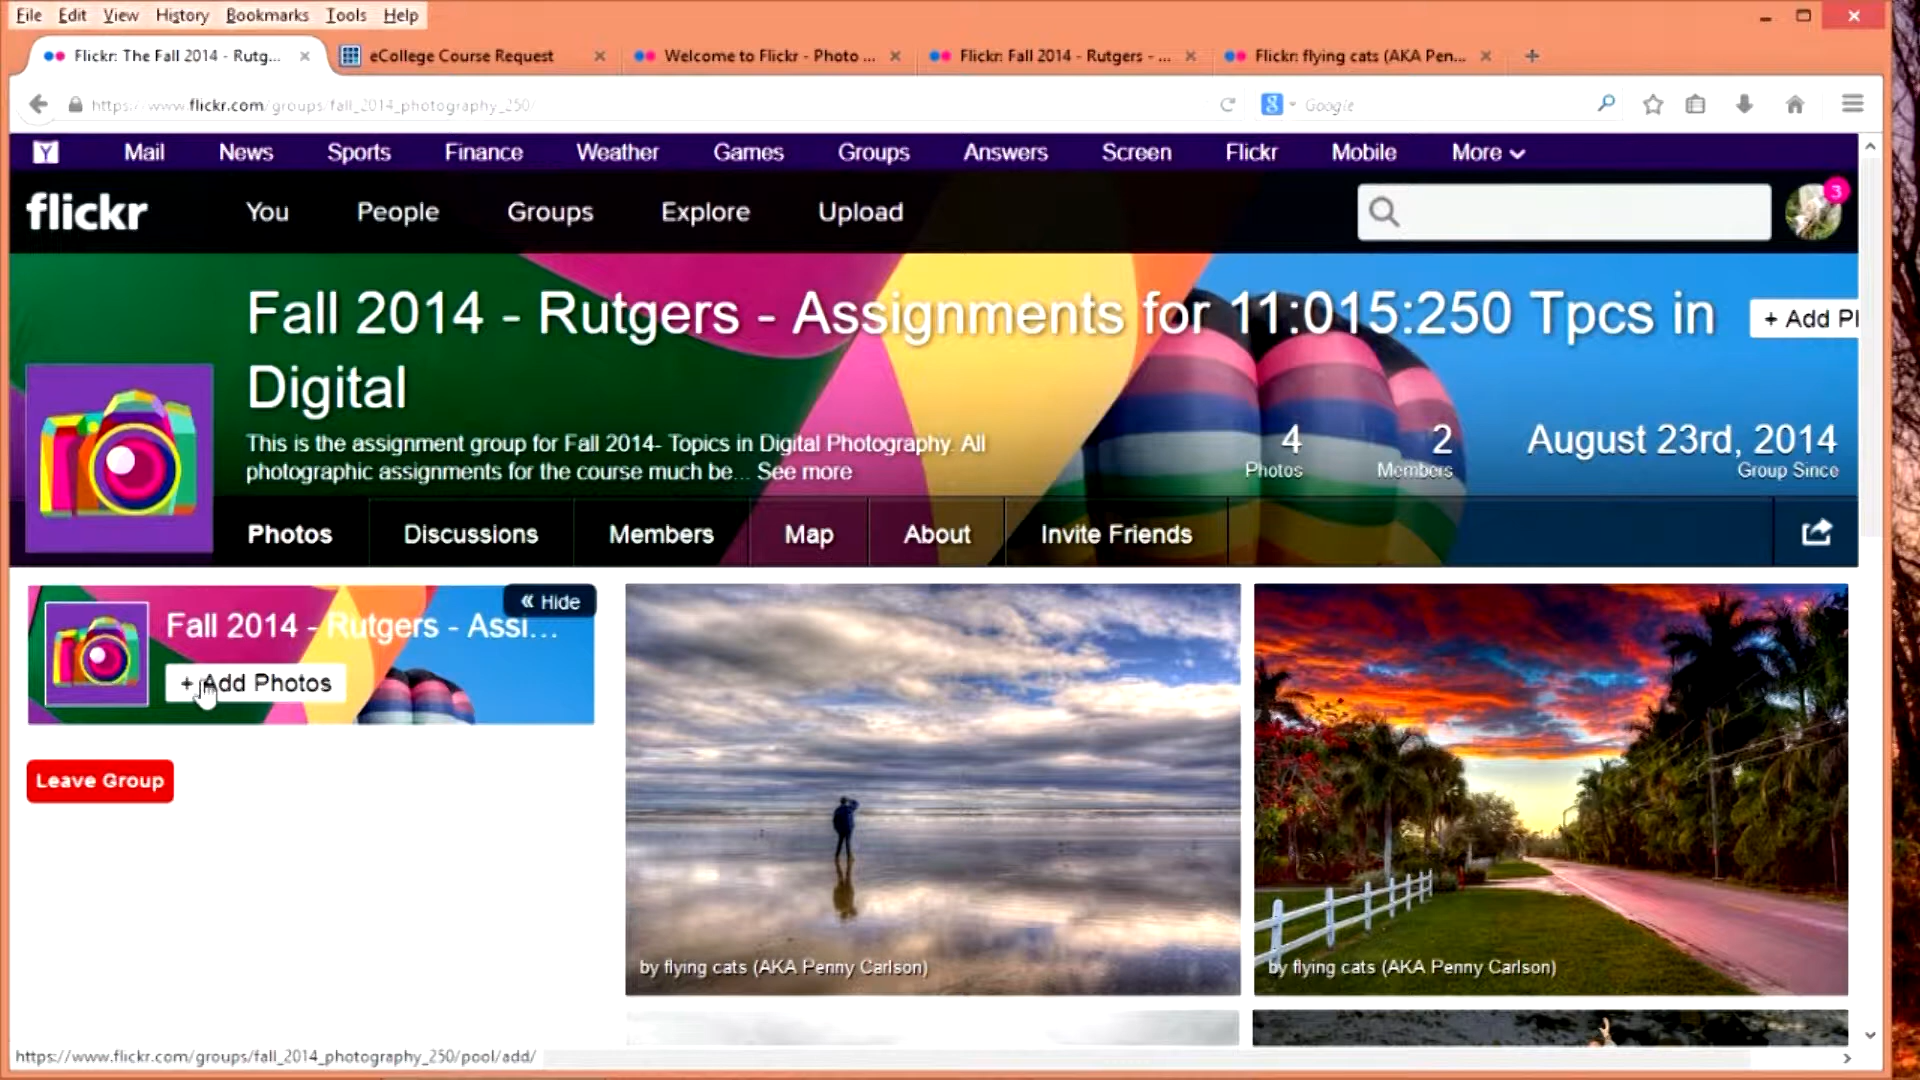 File Edit View History Bookmarks Tools Help
Flickr: The Fall 2014 - Rutg...
eCollege Course Request
Welcome to Flickr - Photo ...
Flickr: Fall 2014 - Rutgers - ...
Flickr: flying cats (AKA Pen...
https://www.flickr.com/groups/fall_2014_photography_250/
8 Google
Y Mail News Sports Finance Weather Games Groups Answers Screen Flickr Mobile More
flickr You People Groups Explore Upload
3
Fall 2014 - Rutgers - Assignments for 11:015:250 Tpcs in
Digital
+ Add Pl
This is the assignment group for Fall 2014- Topics in Digital Photography. All
photographic assignments for the course much be... See more
4 Photos
2 Members
August 23rd, 2014
Group Since
Photos Discussions Members Map About Invite Friends
« Hide
Fall 2014 - Rutgers - Assi...
+ Add Photos
Leave Group
by flying cats (AKA Penny Carlson)
by flying cats (AKA Penny Carlson)
https://www.flickr.com/groups/fall_2014_photography_250/pool/add/